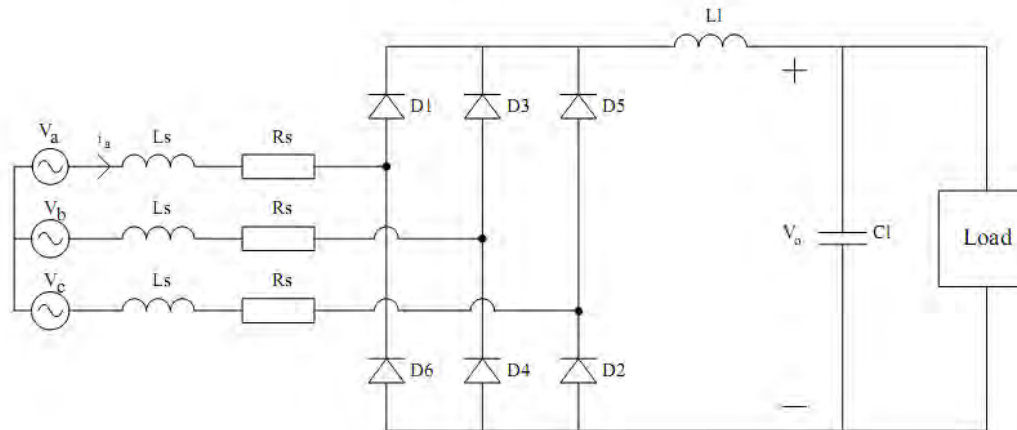 L1
D1 D3 D5
Va ia Ls Rs
Vb Ls Rs
Vc Ls Rs
+
Vo C1 Load
D6 D4 D2
—